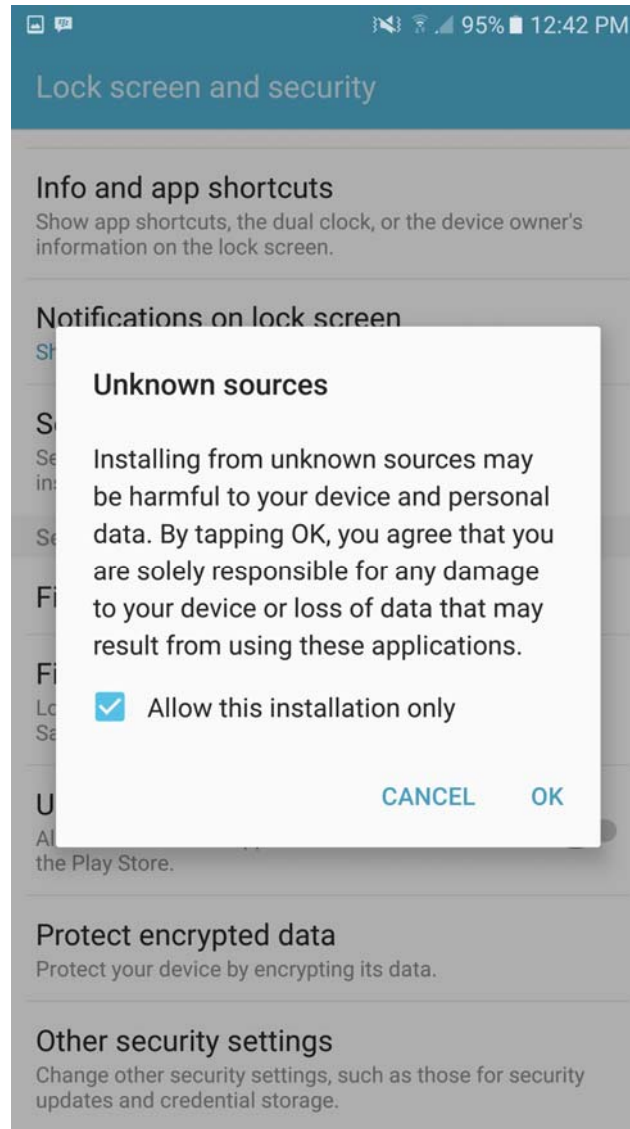 95% 12:42 PM
Lock screen and security
Info and app shortcuts
Show app shortcuts, the dual clock, or the device owner's
information on the lock screen.
Notifications on lock screen
Unknown sources
Installing from unknown sources may
be harmful to your device and personal
data. By tapping OK, you agree that you
are solely responsible for any damage
to your device or loss of data that may
result from using these applications.
Allow this installation only
CANCEL OK
the Play Store.
Protect encrypted data
Protect your device by encrypting its data.
Other security settings
Change other security settings, such as those for security
updates and credential storage.